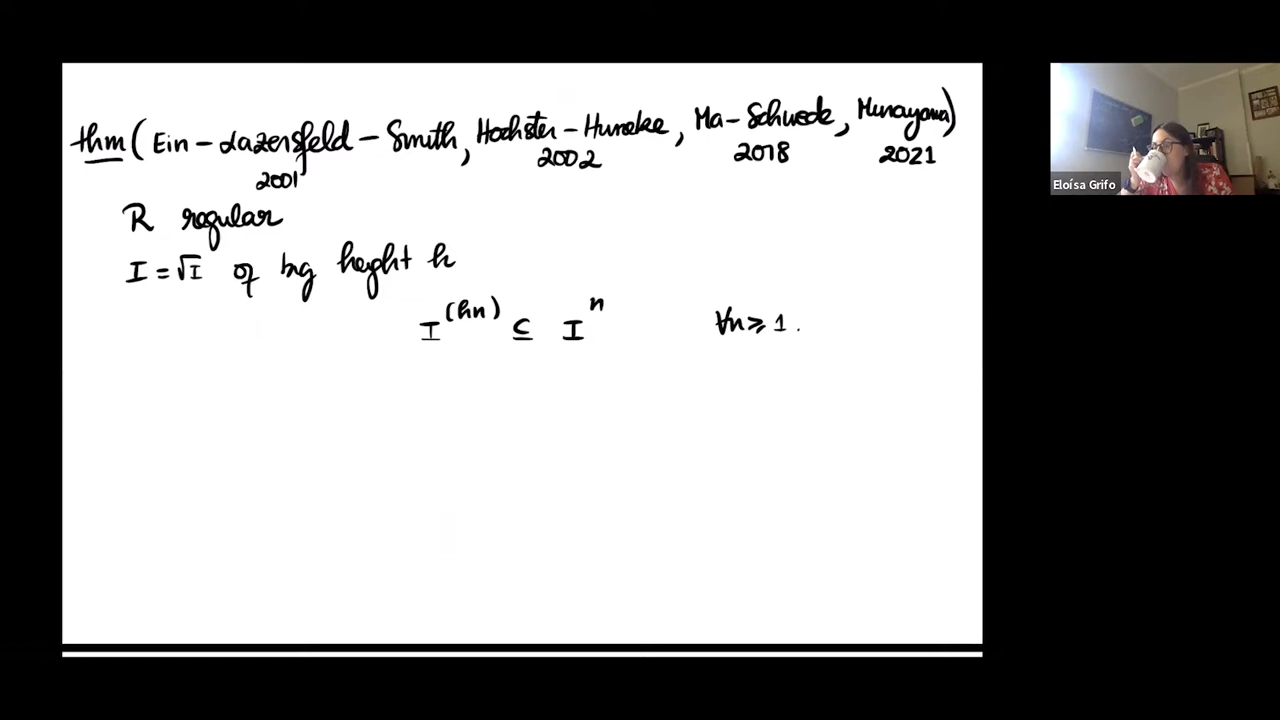 thm (Ein - Lazersfeld - Smith, Hochster - Huneke, Ma - Schwede, Murayama)
2001 2002 2018 2021
R regular
I = √I of big height h
I^(hn) ⊆ I^n ∀n ≥ 1.
Eloísa Grifo